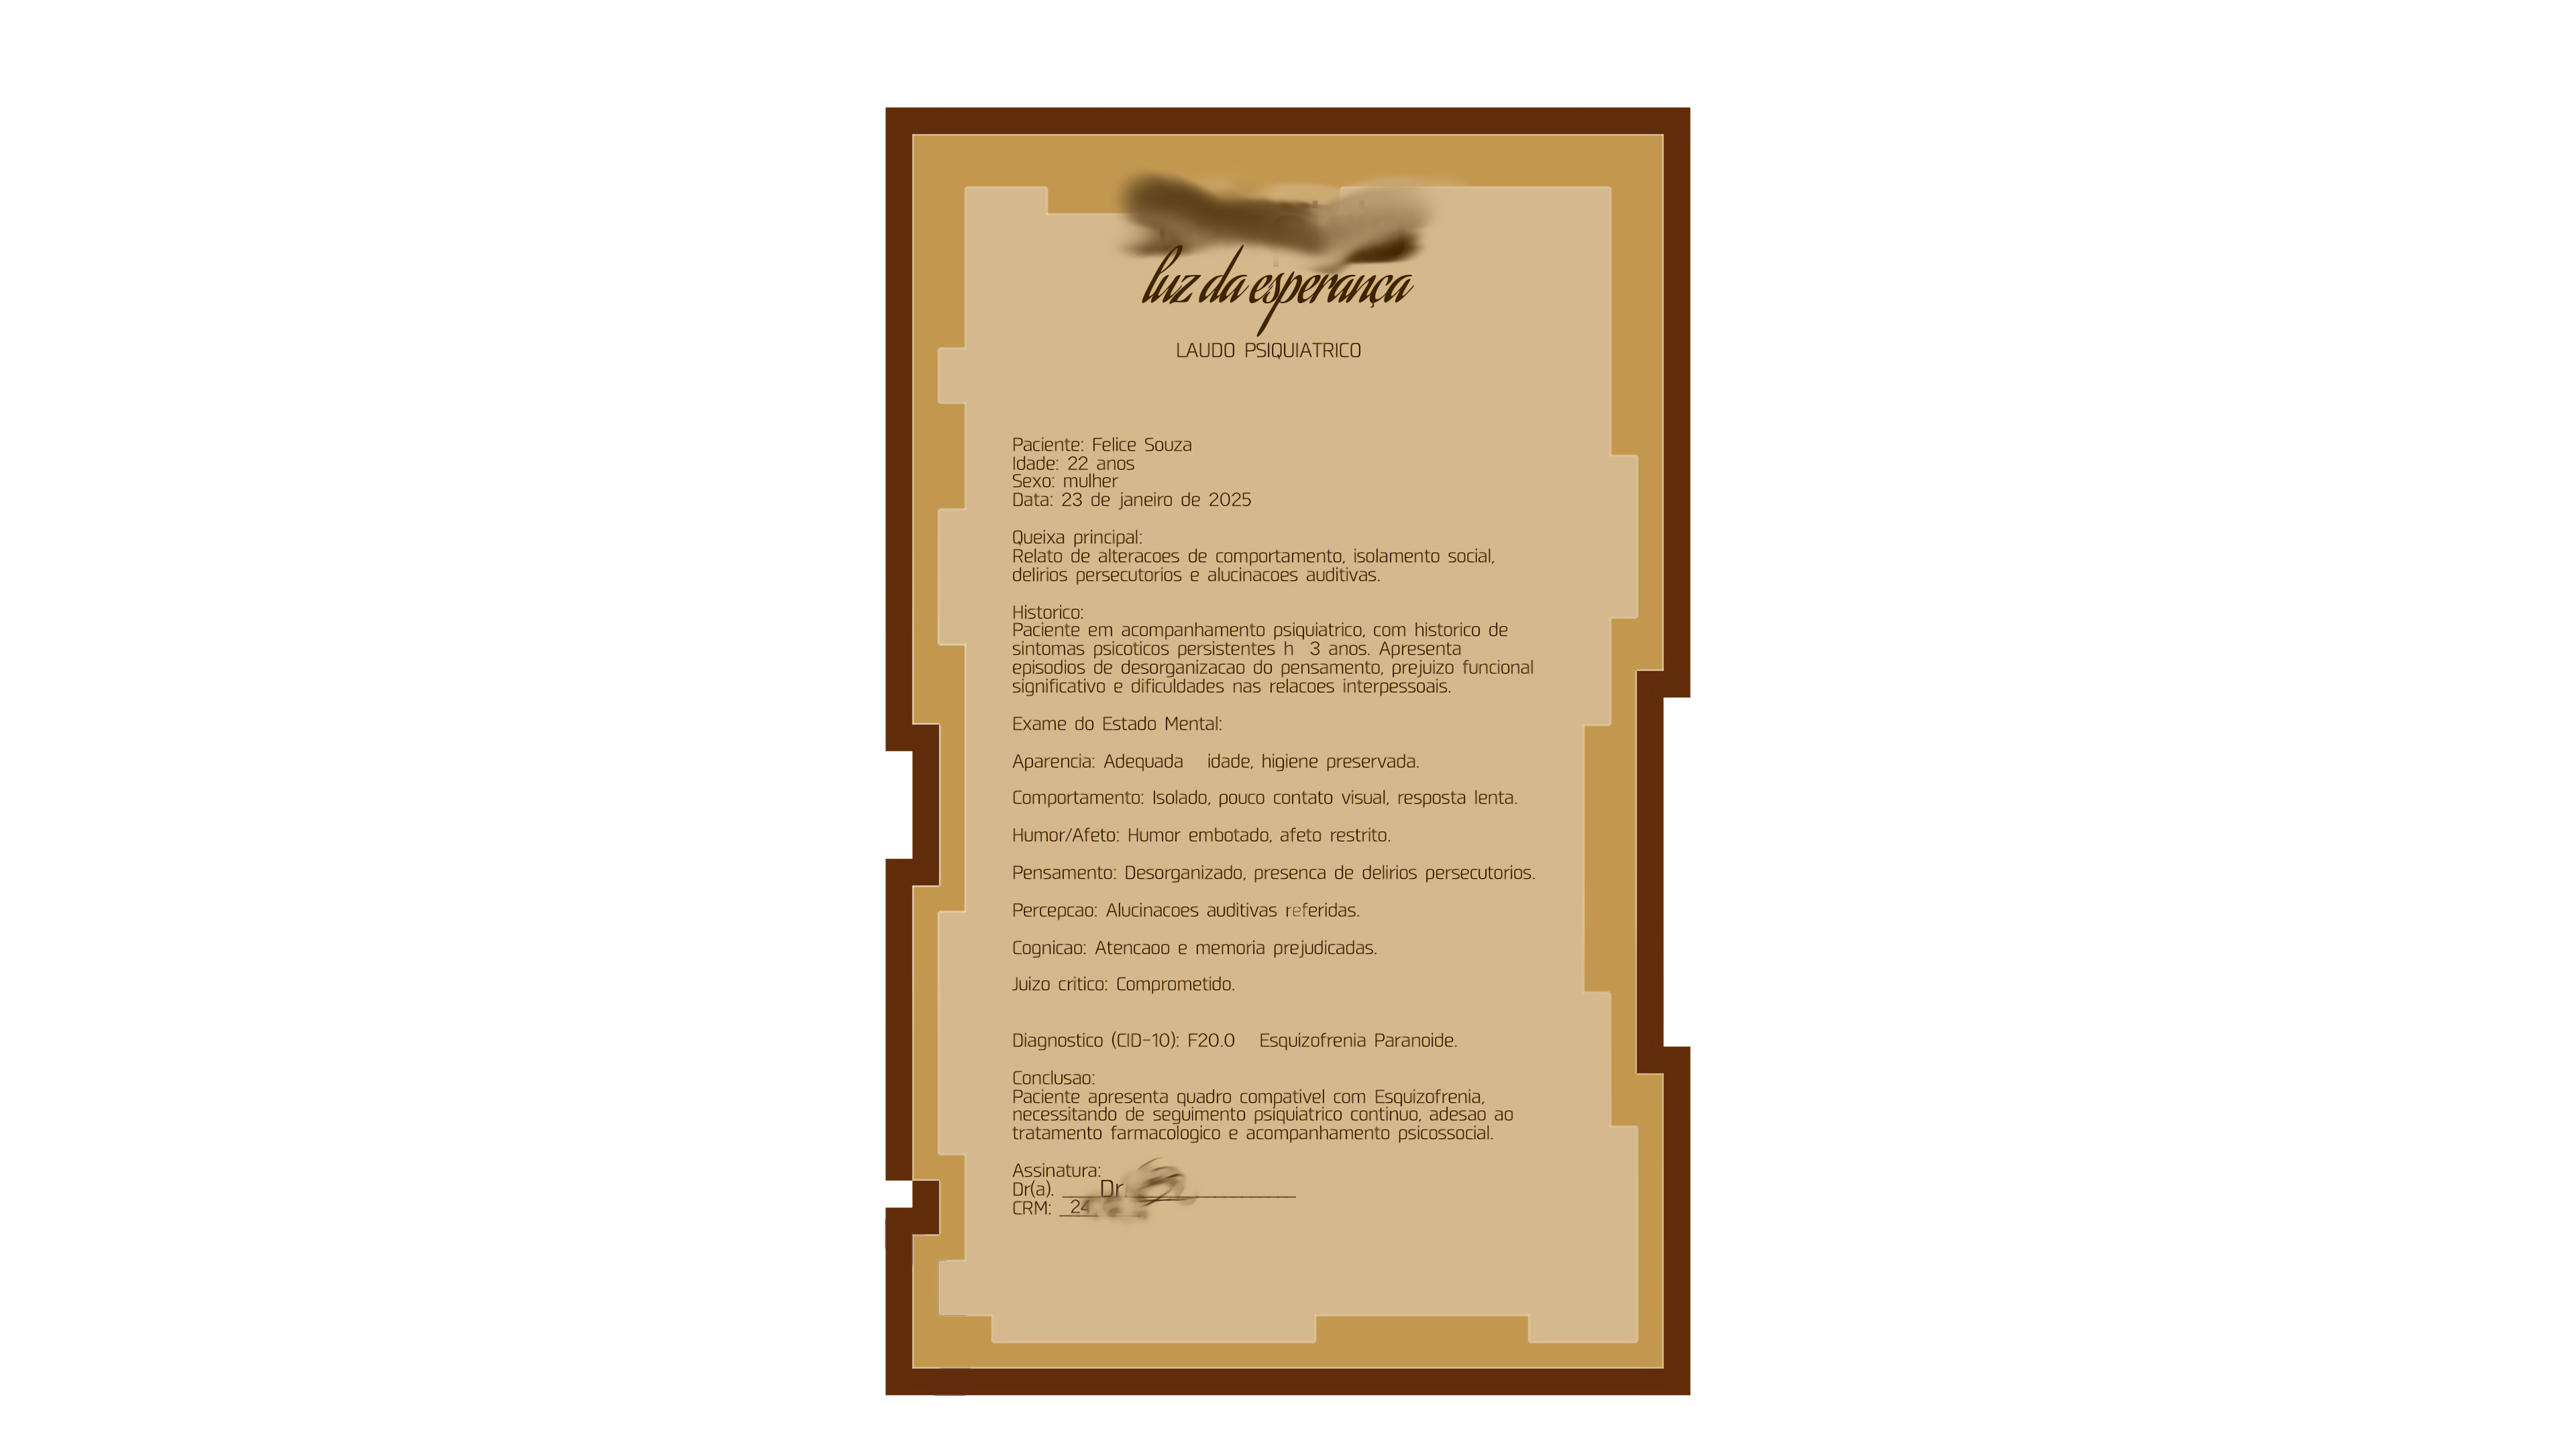 luz da esperança
LAUDO PSIQUIATRICO
Paciente: Felice Souza
Idade: 22 anos
Sexo: mulher
Data: 23 de janeiro de 2025
Queixa principal:
Relato de alteracoes de comportamento, isolamento social,
delirios persecutorios e alucinacoes auditivas.
Historico:
Paciente em acompanhamento psiquiatrico, com historico de
sintomas psicoticos persistentes h 3 anos. Apresenta
episodios de desorganizacao do pensamento, prejuizo funcional
significativo e dificuldades nas relacoes interpessoais.
Exame do Estado Mental:
Aparencia: Adequada idade, higiene preservada.
Comportamento: Isolado, pouco contato visual, resposta lenta.
Humor/Afeto: Humor embotado, afeto restrito.
Pensamento: Desorganizado, presenca de delirios persecutorios.
Percepcao: Alucinacoes auditivas referidas.
Cognicao: Atencaoo e memoria prejudicadas.
Juizo critico: Comprometido.
Diagnostico (CID-10): F20.0 Esquizofrenia Paranoide.
Conclusao:
Paciente apresenta quadro compativel com Esquizofrenia,
necessitando de seguimento psiquiatrico continuo, adesao ao
tratamento farmacologico e acompanhamento psicossocial.
Assinatura:
Dr(a). Dr
CRM: 24